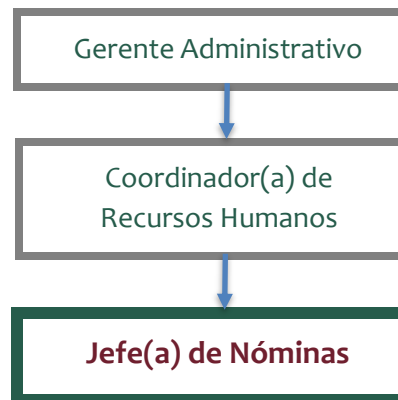 Gerente Administrativo
Coordinador(a) de
Recursos Humanos
Jefe(a) de Nóminas